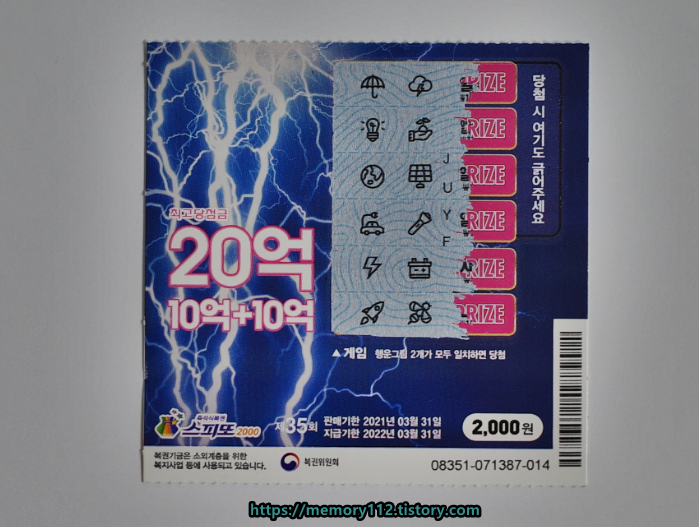 최고당첨금
20억
10억+10억
PRIZE
PRIZE
PRIZE
PRIZE
PRIZE
J
U
Y
F
당첨 시 여기도 긁어주세요
▲ 게임 행운그림 2개가 모두 일치하면 당첨
즉석식복권
스피또2000
제35회
판매기한 2021년 03월 31일
지급기한 2022년 03월 31일
2,000원
복권기금은 소외계층을 위한
복지사업 등에 사용되고 있습니다.
복권위원회
08351-071387-014
https://memory112.tistory.com